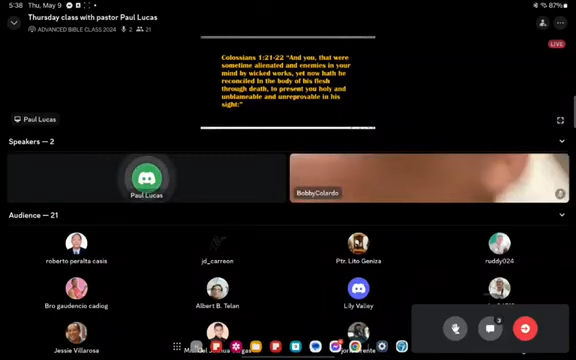 5:38 Thu, May 9
87%
Thursday class with pastor Paul Lucas
ADVANCED BIBLE CLASS 2024 2 21
LIVE
Colossians 1:21-22 "And you, that were
sometime alienated and enemies in your
mind by wicked works, yet now hath he
reconciled In the body of his flesh
through death, to present you holy and
unblameable and unreprovable in his
sight:"
Paul Lucas
Speakers — 2
Paul Lucas
BobbyColardo
Audience — 21
roberto peralta casis
jd_carreon
Ptr. Lito Geniza
ruddy024
Bro gaudencio cadiog
Albert B. Telan
Lily Valley
3
Jessie Villarosa